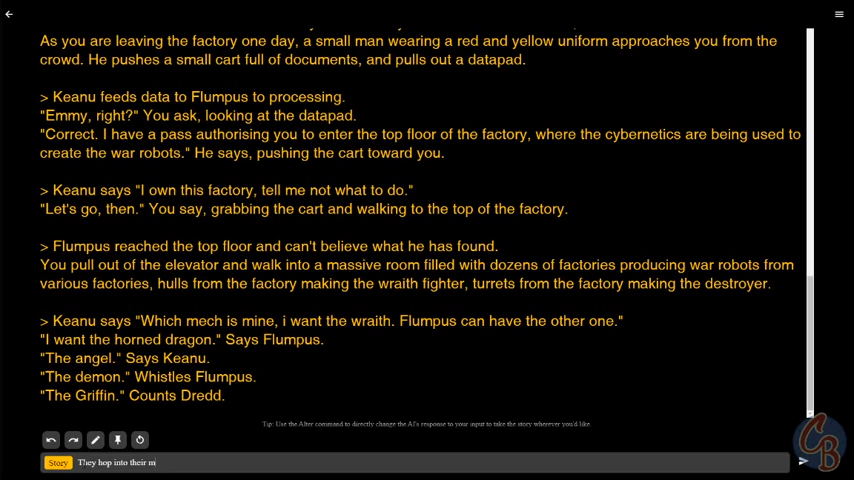 As you are leaving the factory one day, a small man wearing a red and yellow uniform approaches you from the
crowd. He pushes a small cart full of documents, and pulls out a datapad.
> Keanu feeds data to Flumpus to processing.
"Emmy, right?" You ask, looking at the datapad.
"Correct. I have a pass authorising you to enter the top floor of the factory, where the cybernetics are being used to
create the war robots." He says, pushing the cart toward you.
> Keanu says "I own this factory, tell me not what to do."
"Let's go, then." You say, grabbing the cart and walking to the top of the factory.
> Flumpus reached the top floor and can't believe what he has found.
You pull out of the elevator and walk into a massive room filled with dozens of factories producing war robots from
various factories, hulls from the factory making the wraith fighter, turrets from the factory making the destroyer.
> Keanu says "Which mech is mine, i want the wraith. Flumpus can have the other one."
"I want the horned dragon." Says Flumpus.
"The angel." Says Keanu.
"The demon." Whistles Flumpus.
"The Griffin." Counts Dredd.
Tip: Use the Alter command to directly change the AI's response to your input to take the story wherever you'd like.
Story They hop into their m
CB